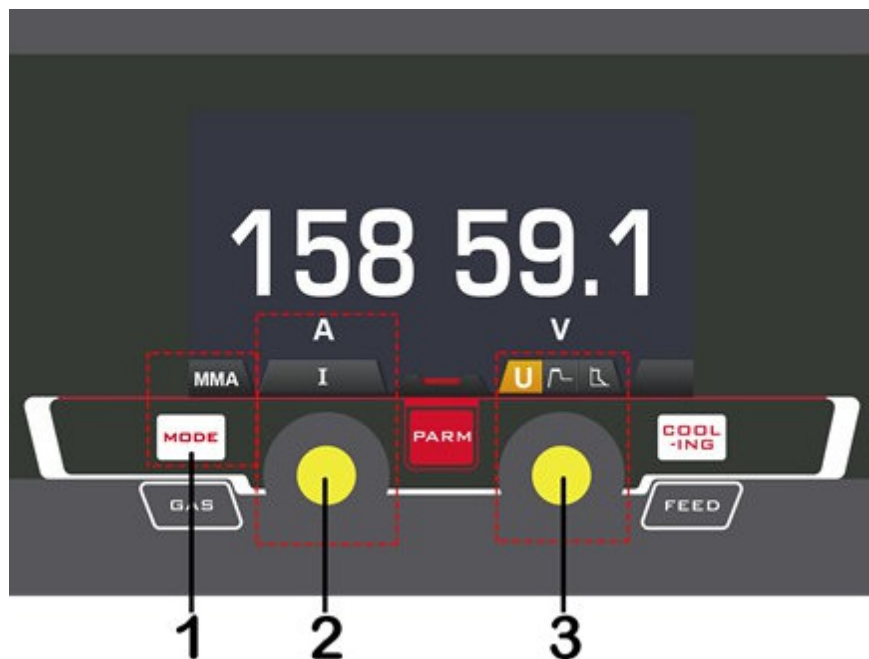 158 59.1
A V
MMA I U
MODE PARM COOL
-ING
GAS FEED
1 2 3